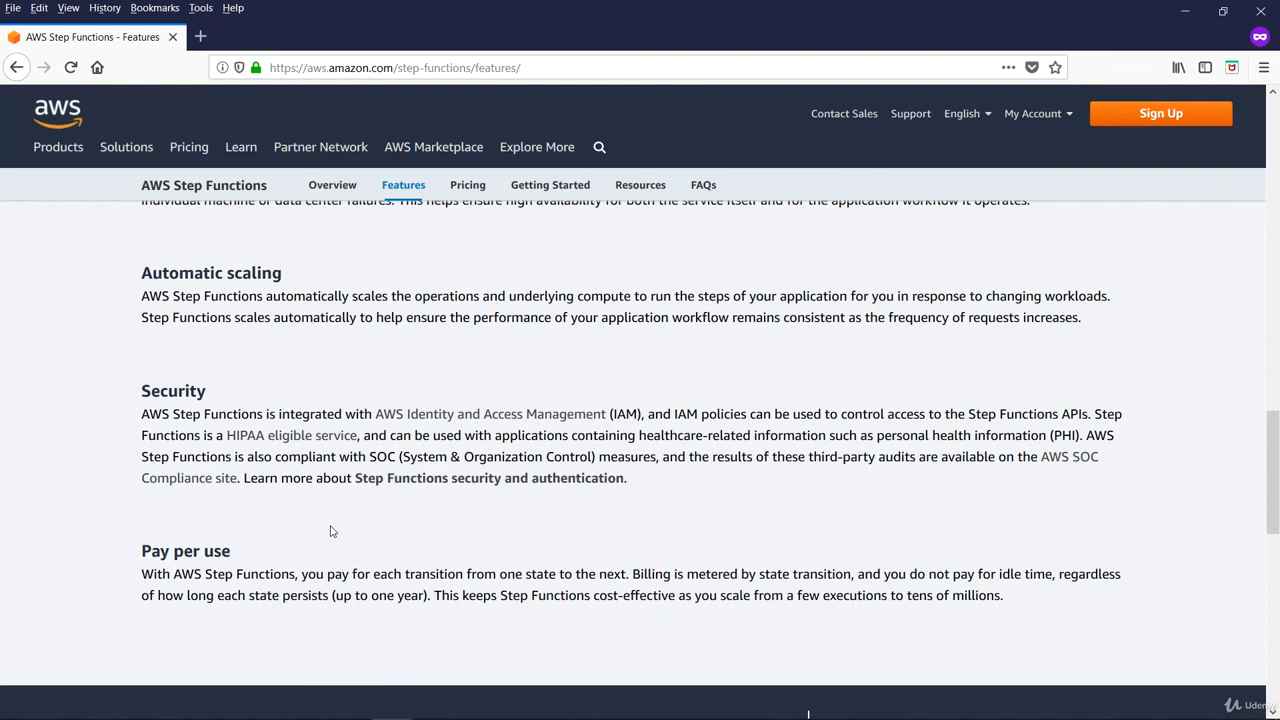 File Edit View History Bookmarks Tools Help
AWS Step Functions - Features
https://aws.amazon.com/step-functions/features/
aws
Contact Sales Support English My Account Sign Up
Products Solutions Pricing Learn Partner Network AWS Marketplace Explore More
AWS Step Functions Overview Features Pricing Getting Started Resources FAQs
individual machine or data center failures. This helps ensure high availability for both the service itself and for the application workflow it operates.
Automatic scaling
AWS Step Functions automatically scales the operations and underlying compute to run the steps of your application for you in response to changing workloads.
Step Functions scales automatically to help ensure the performance of your application workflow remains consistent as the frequency of requests increases.
Security
AWS Step Functions is integrated with AWS Identity and Access Management (IAM), and IAM policies can be used to control access to the Step Functions APIs. Step
Functions is a HIPAA eligible service, and can be used with applications containing healthcare-related information such as personal health information (PHI). AWS
Step Functions is also compliant with SOC (System & Organization Control) measures, and the results of these third-party audits are available on the AWS SOC
Compliance site. Learn more about Step Functions security and authentication.
Pay per use
With AWS Step Functions, you pay for each transition from one state to the next. Billing is metered by state transition, and you do not pay for idle time, regardless
of how long each state persists (up to one year). This keeps Step Functions cost-effective as you scale from a few executions to tens of millions.
Udemy